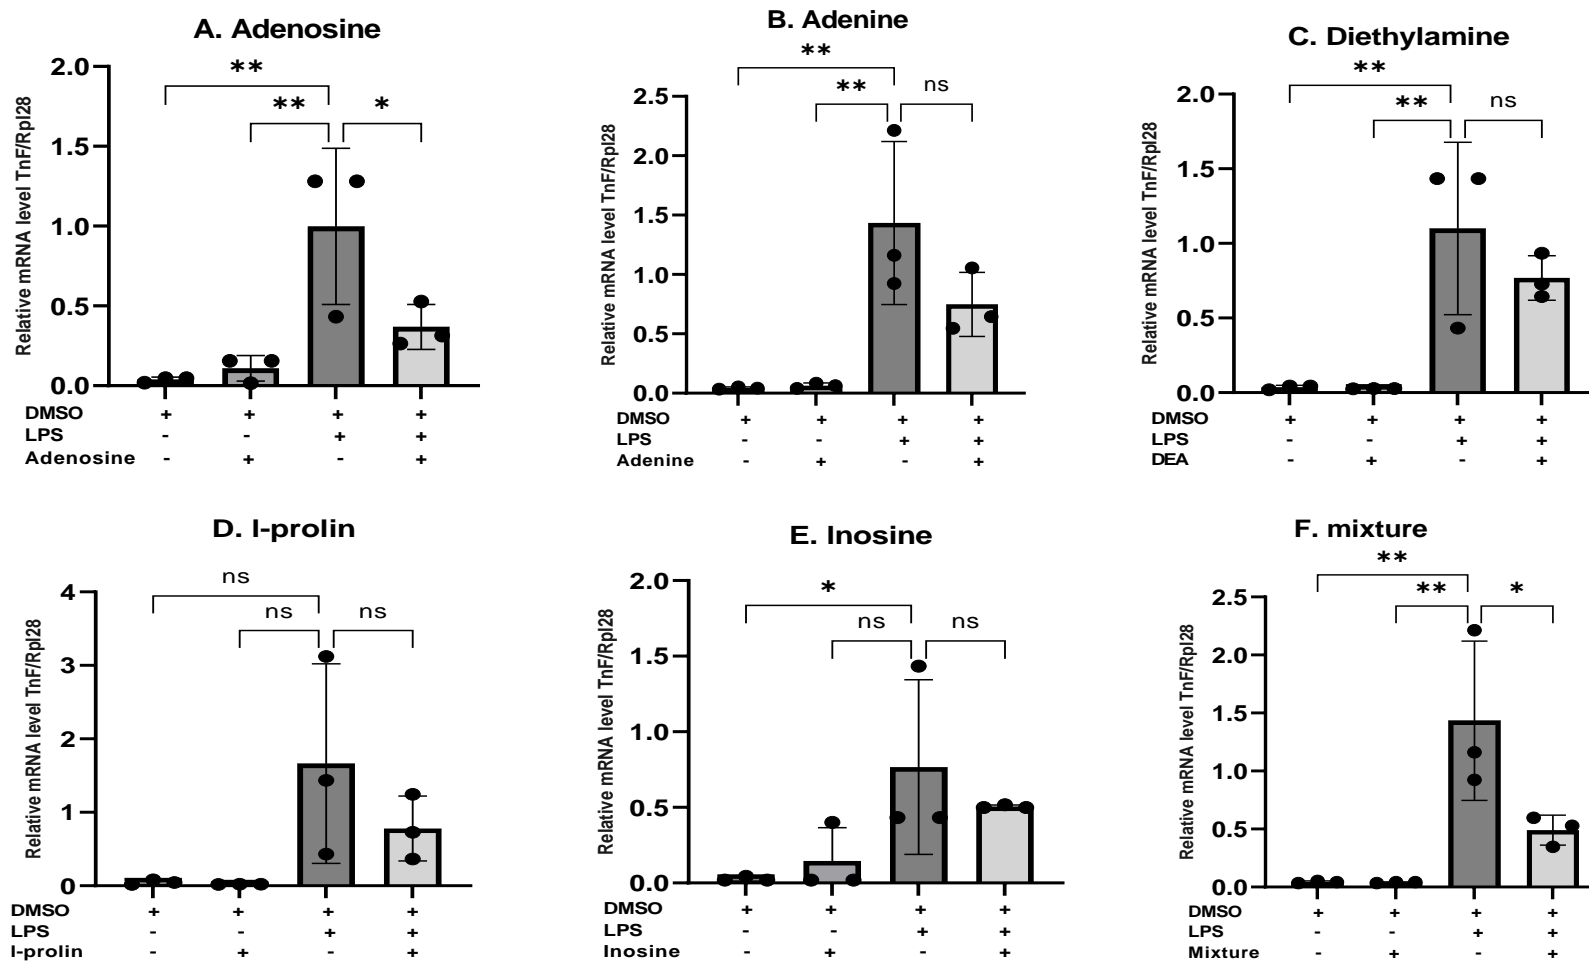 A. Adenosine
Relative mRNA level TnF/Rpl28
2.0
1.5
1.0
0.5
0.0
**
**
*
DMSO + + + +
LPS - - + +
Adenosine - + - +
B. Adenine
Relative mRNA level TnF/Rpl28
2.5
2.0
1.5
1.0
0.5
0.0
**
**
ns
DMSO + + + +
LPS - - + +
Adenine - + - +
C. Diethylamine
Relative mRNA level TnF/Rpl28
2.0
1.5
1.0
0.5
0.0
**
**
ns
DMSO + + + +
LPS - - + +
DEA - + - +
D. I-prolin
Relative mRNA level TnF/Rpl28
4
3
2
1
0
ns
ns
ns
DMSO + + + +
LPS - - + +
I-prolin - + - +
E. Inosine
Relative mRNA level TnF/Rpl28
2.0
1.5
1.0
0.5
0.0
*
ns
ns
DMSO + + + +
LPS - - + +
Inosine - + - +
F. mixture
Relative mRNA level TnF/Rpl28
2.5
2.0
1.5
1.0
0.5
0.0
**
**
*
DMSO + + + +
LPS - - + +
Mixture - + - +